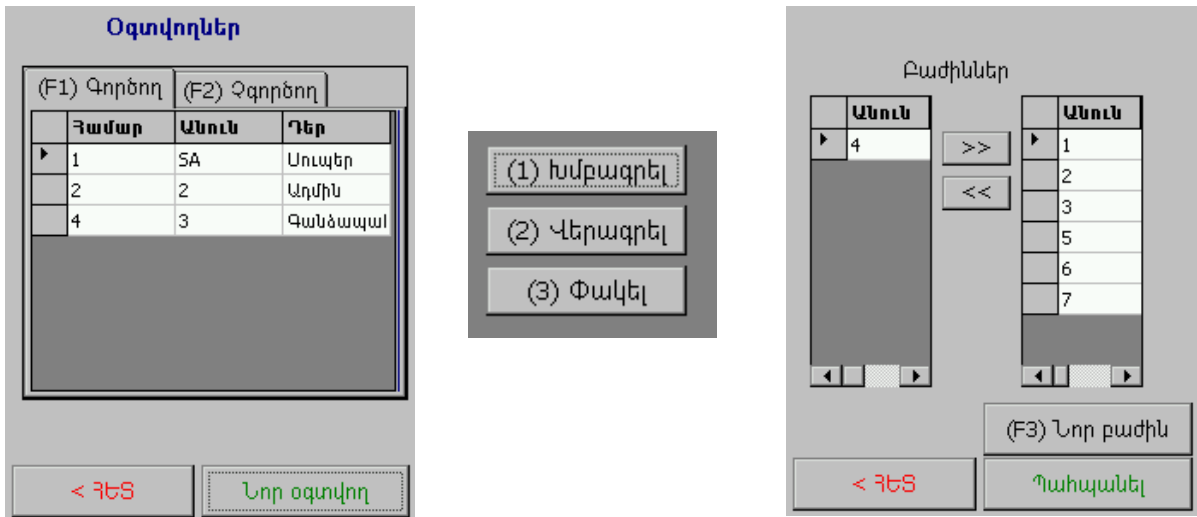 Օգտվողներ
(F1) Գործող (F2) Չգործող
Համար Անուն Դեր
1 SA Սուպեր
2 2 Ադմին
4 3 Գանձապահ
< ՀԵՏ Նոր օգտվող
(1) Խմբագրել
(2) Վերագրել
(3) Փակել
Բաժիններ
Անուն
4
>>
<<
Անուն
1
2
3
5
6
7
(F3) Նոր բաժին
< ՀԵՏ Պահպանել